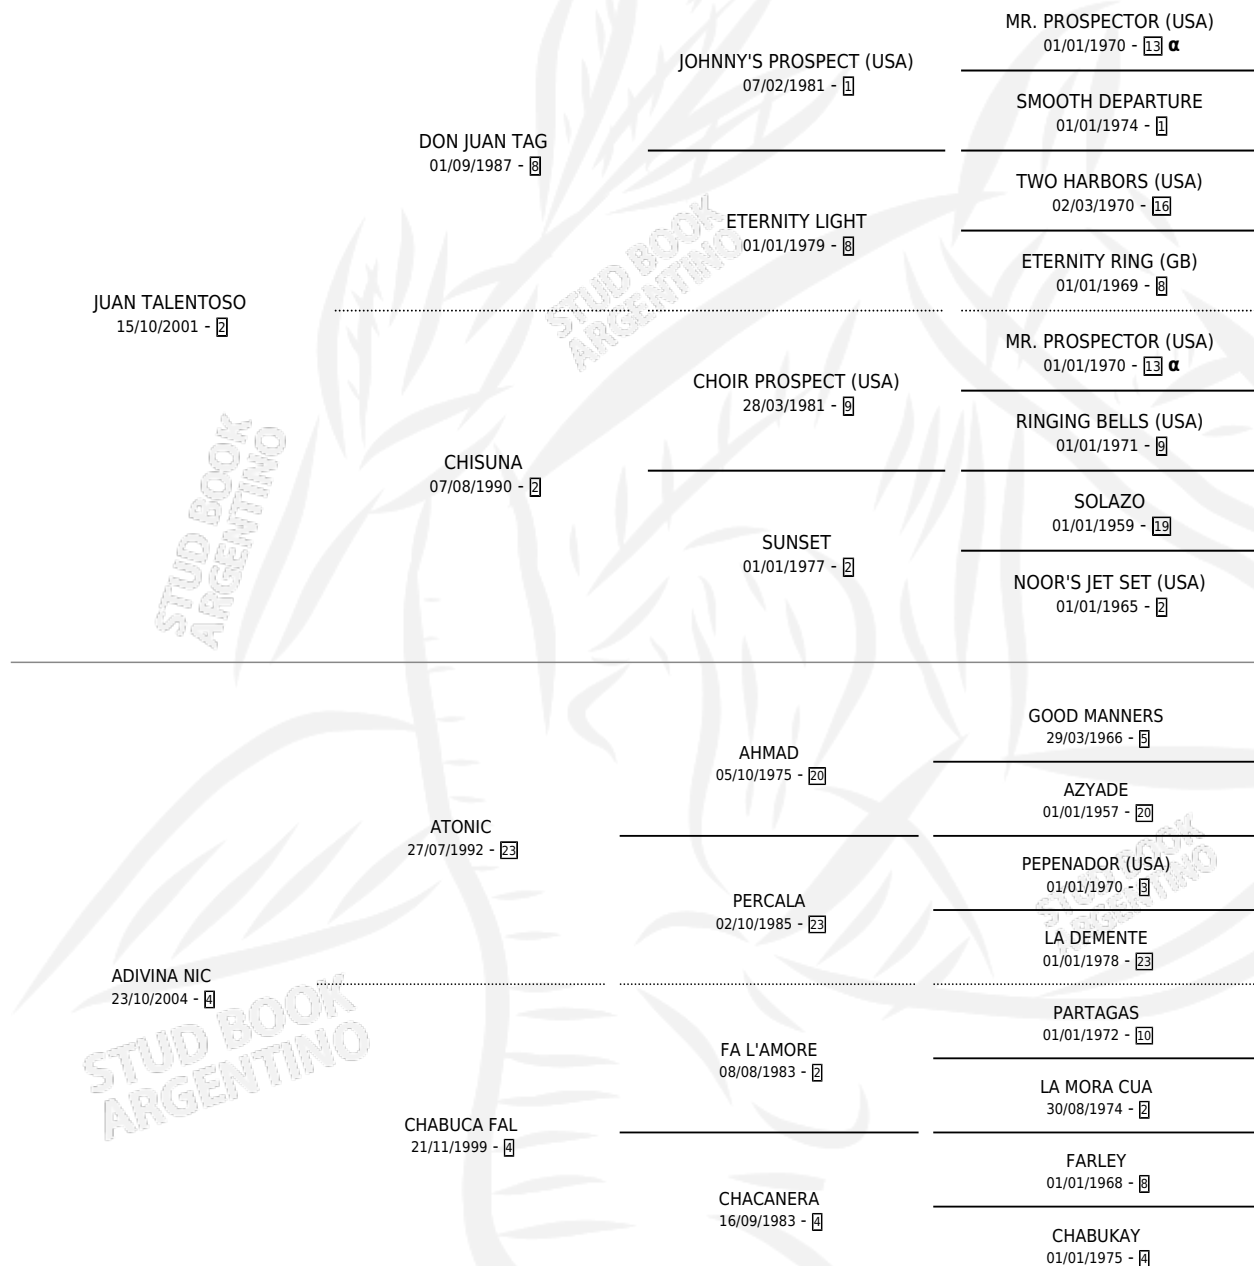 MR. PROSPECTOR (USA)
01/01/1970 - 13 α
JOHNNY'S PROSPECT (USA)
07/02/1981 - 1
SMOOTH DEPARTURE
01/01/1974 - 1
DON JUAN TAG
01/09/1987 - 8
TWO HARBORS (USA)
02/03/1970 - 16
ETERNITY LIGHT
01/01/1979 - 8
ETERNITY RING (GB)
01/01/1969 - 8
JUAN TALENTOSO
15/10/2001 - 2
MR. PROSPECTOR (USA)
01/01/1970 - 13 α
CHOIR PROSPECT (USA)
28/03/1981 - 9
RINGING BELLS (USA)
01/01/1971 - 9
CHISUNA
07/08/1990 - 2
SOLAZO
01/01/1959 - 19
SUNSET
01/01/1977 - 2
NOOR'S JET SET (USA)
01/01/1965 - 2
GOOD MANNERS
29/03/1966 - 5
AHMAD
05/10/1975 - 20
AZYADE
01/01/1957 - 20
ATONIC
27/07/1992 - 23
PEPENADOR (USA)
01/01/1970 - 3
PERCALA
02/10/1985 - 23
LA DEMENTE
01/01/1978 - 23
ADIVINA NIC
23/10/2004 - 4
PARTAGAS
01/01/1972 - 10
FA L'AMORE
08/08/1983 - 2
LA MORA CUA
30/08/1974 - 2
CHABUCA FAL
21/11/1999 - 4
FARLEY
01/01/1968 - 8
CHACANERA
16/09/1983 - 4
CHABUKAY
01/01/1975 - 4
STUD BOOK
ARGENTINO
STUD BOOK
ARGENTINO
STUD BOOK
ARGENTINO
STUD BOOK
ARGENTINO